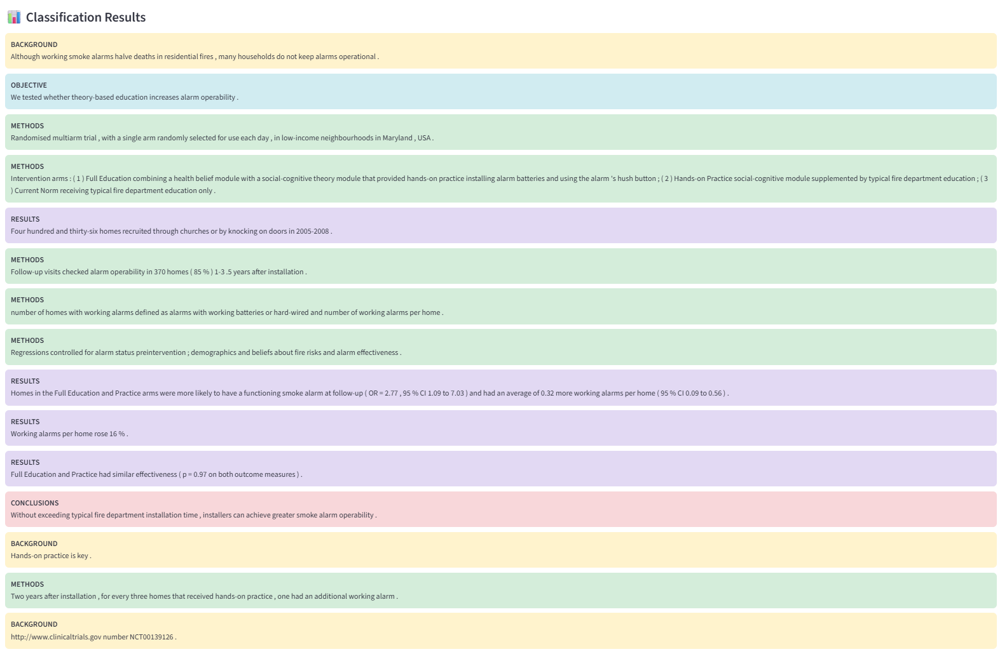 Classification Results
BACKGROUND
Although working smoke alarms halve deaths in residential fires , many households do not keep alarms operational .
OBJECTIVE
We tested whether theory-based education increases alarm operability .
METHODS
Randomised multiarm trial , with a single arm randomly selected for use each day , in low-income neighbourhoods in Maryland , USA .
METHODS
Intervention arms : ( 1 ) Full Education combining a health belief module with a social-cognitive theory module that provided hands-on practice installing alarm batteries and using the alarm 's hush button ; ( 2 ) Hands-on Practice social-cognitive module supplemented by typical fire department education ; ( 3
) Current Norm receiving typical fire department education only .
RESULTS
Four hundred and thirty-six homes recruited through churches or by knocking on doors in 2005-2008 .
METHODS
Follow-up visits checked alarm operability in 370 homes ( 85 % ) 1-3 .5 years after installation .
METHODS
number of homes with working alarms defined as alarms with working batteries or hard-wired and number of working alarms per home .
METHODS
Regressions controlled for alarm status preintervention ; demographics and beliefs about fire risks and alarm effectiveness .
RESULTS
Homes in the Full Education and Practice arms were more likely to have a functioning smoke alarm at follow-up ( OR = 2.77 , 95 % CI 1.09 to 7.03 ) and had an average of 0.32 more working alarms per home ( 95 % CI 0.09 to 0.56 ) .
RESULTS
Working alarms per home rose 16 % .
RESULTS
Full Education and Practice had similar effectiveness ( p = 0.97 on both outcome measures ) .
CONCLUSIONS
Without exceeding typical fire department installation time , installers can achieve greater smoke alarm operability .
BACKGROUND
Hands-on practice is key .
METHODS
Two years after installation , for every three homes that received hands-on practice , one had an additional working alarm .
BACKGROUND
http://www.clinicaltrials.gov number NCT00139126 .